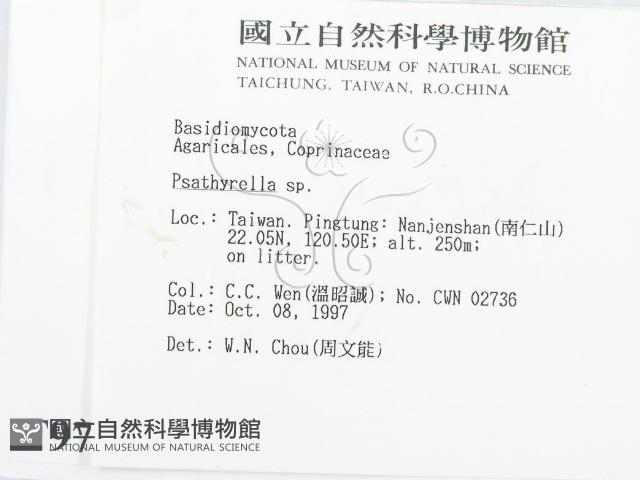 國立自然科學博物館
NATIONAL MUSEUM OF NATURAL SCIENCE
TAICHUNG, TAIWAN, R.O.CHINA
Basidiomycota
Agaricales, Coprinaceae
Psathyrella sp.
Loc.: Taiwan. Pingtung: Nanjenshan(南仁山)
22.05N, 120.50E; alt. 250m;
on litter.
Col.: C.C. Wen(溫昭誠); No. CWN 02736
Date: Oct. 08, 1997
Det.: W.N. Chou(周文能)
97
國立自然科學博物館
NATIONAL MUSEUM OF NATURAL SCIENCE